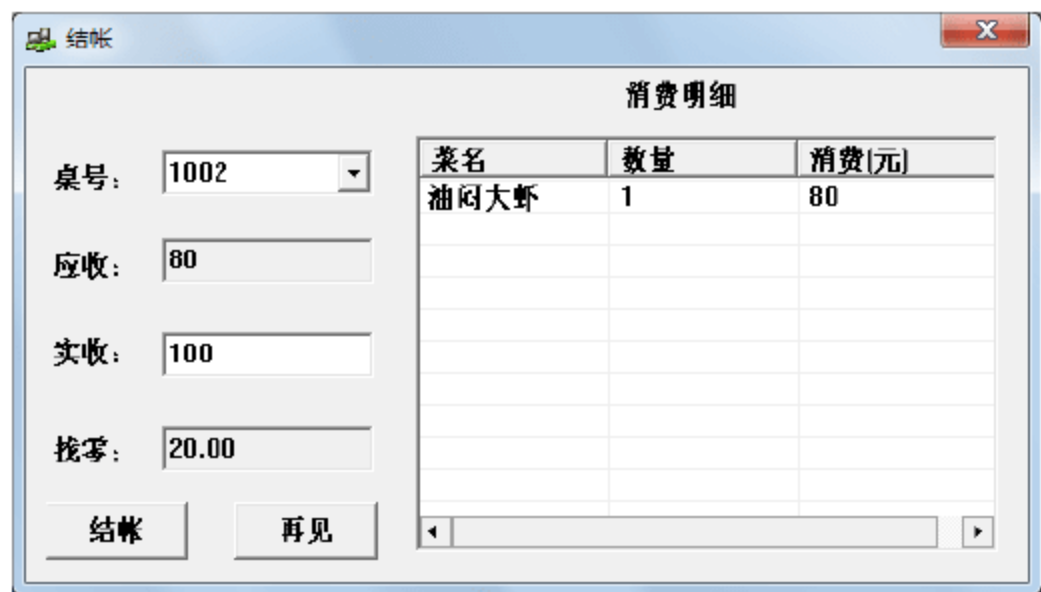 结帐
X
消费明细
桌号： 1002
应收： 80
实收： 100
找零： 20.00
结帐 再见
菜名 数量 消费(元)
油闷大虾 1 80